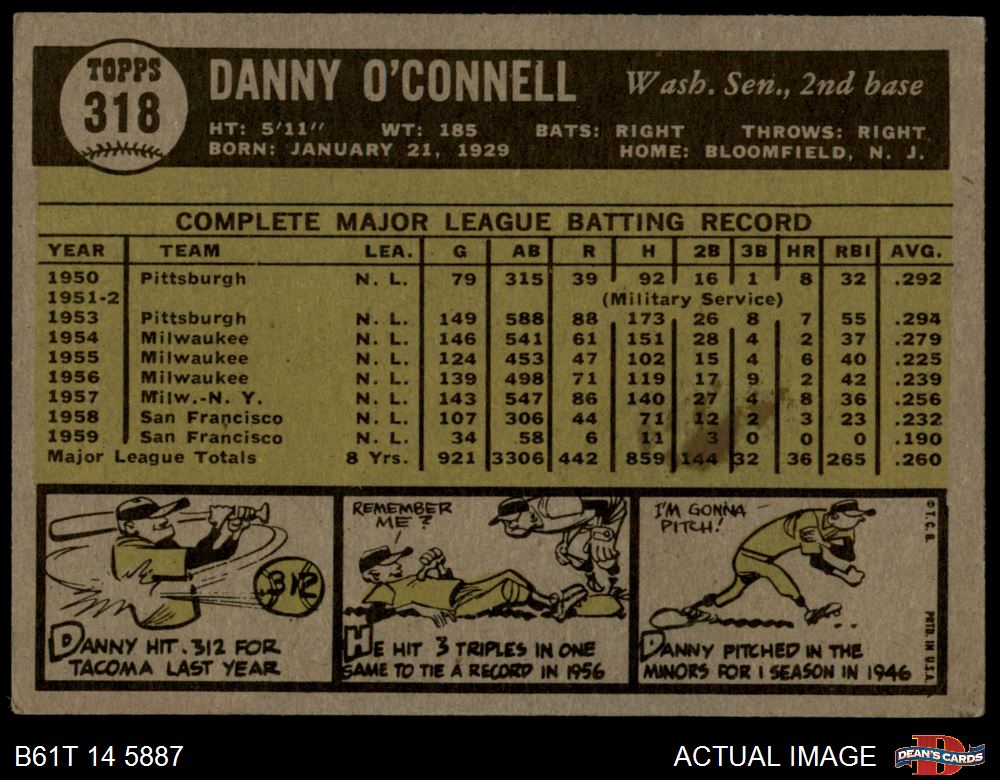 TOPPS
318
DANNY O'CONNELL Wash. Sen., 2nd base
HT: 5'11" WT: 185 BATS: RIGHT THROWS: RIGHT
BORN: JANUARY 21, 1929 HOME: BLOOMFIELD, N. J.
COMPLETE MAJOR LEAGUE BATTING RECORD
YEAR TEAM LEA. G AB R H 2B 3B HR RBI AVG.
1950 Pittsburgh N. L. 79 315 39 92 16 1 8 32 .292
1951-2 (Military Service)
1953 Pittsburgh N. L. 149 588 88 173 26 8 7 55 .294
1954 Milwaukee N. L. 146 541 61 151 28 4 2 37 .279
1955 Milwaukee N. L. 124 453 47 102 15 4 6 40 .225
1956 Milwaukee N. L. 139 498 71 119 17 9 2 42 .239
1957 Milw.-N. Y. N. L. 143 547 86 140 27 4 8 36 .256
1958 San Francisco N. L. 107 306 44 71 12 2 3 23 .232
1959 San Francisco N. L. 34 58 6 11 3 0 0 0 .190
Major League Totals 8 Yrs. 921 3306 442 859 144 32 36 265 .260
312
DANNY HIT .312 FOR
TACOMA LAST YEAR
REMEMBER
ME?
HE HIT 3 TRIPLES IN ONE
GAME TO TIE A RECORD IN 1956
I'M GONNA
PITCH!
DANNY PITCHED IN THE
MINORS FOR 1 SEASON IN 1946
© T.C.G. PRTD. IN U.S.A.
B61T 14 5887
ACTUAL IMAGE
DEAN'S CARDS